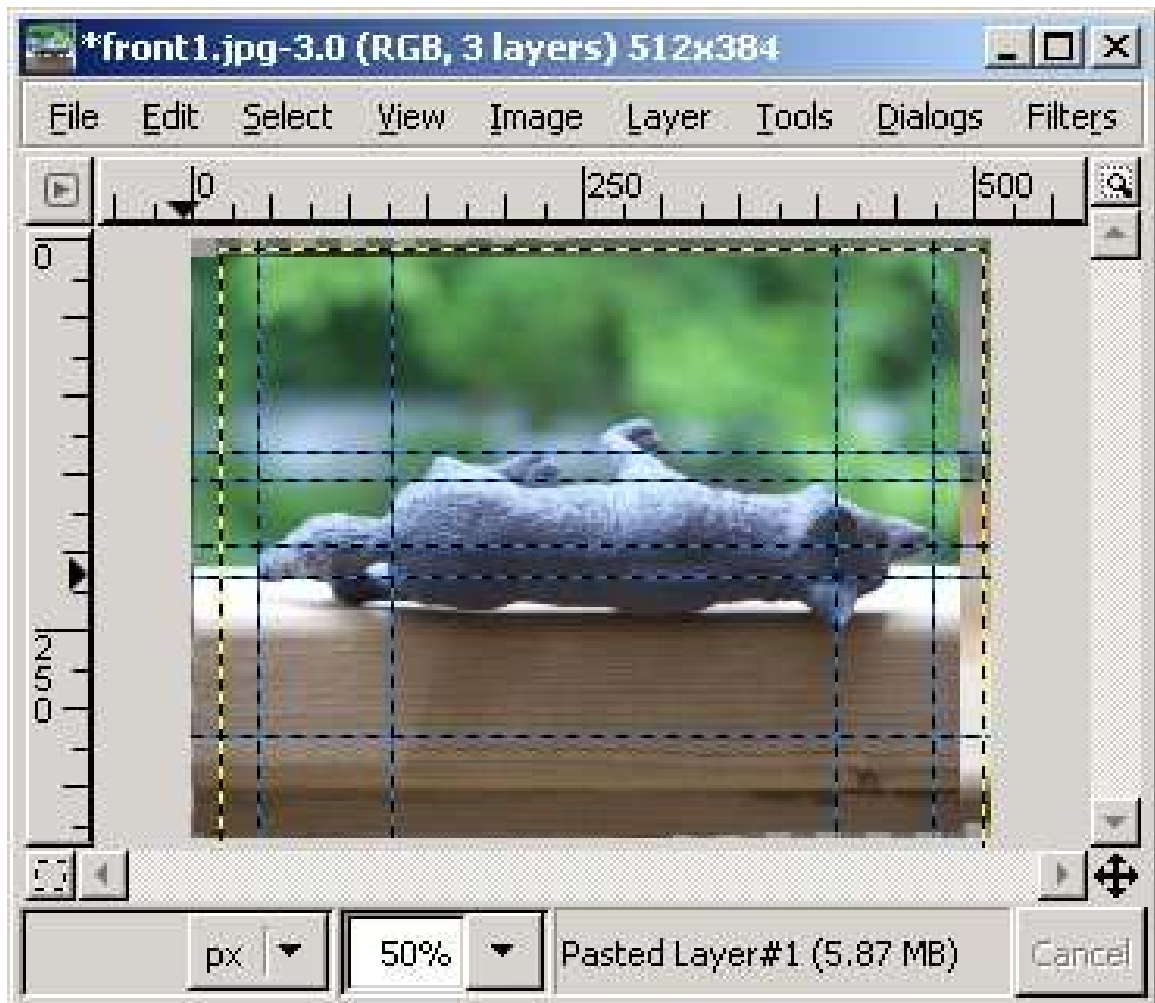 *front1.jpg-3.0 (RGB, 3 layers) 512x384
File Edit Select View Image Layer Tools Dialogs Filters
0 250 500
0
250
px 50% Pasted Layer#1 (5.87 MB) Cancel